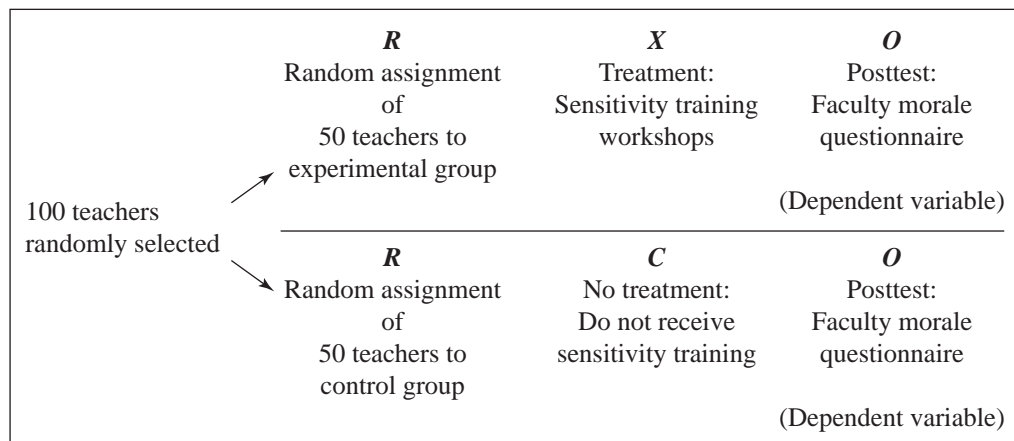 R X O
Random assignment Treatment: Posttest:
of Sensitivity training Faculty morale
50 teachers to workshops questionnaire
experimental group
(Dependent variable)
100 teachers
randomly selected
R C O
Random assignment No treatment: Posttest:
of Do not receive Faculty morale
50 teachers to sensitivity training questionnaire
control group
(Dependent variable)